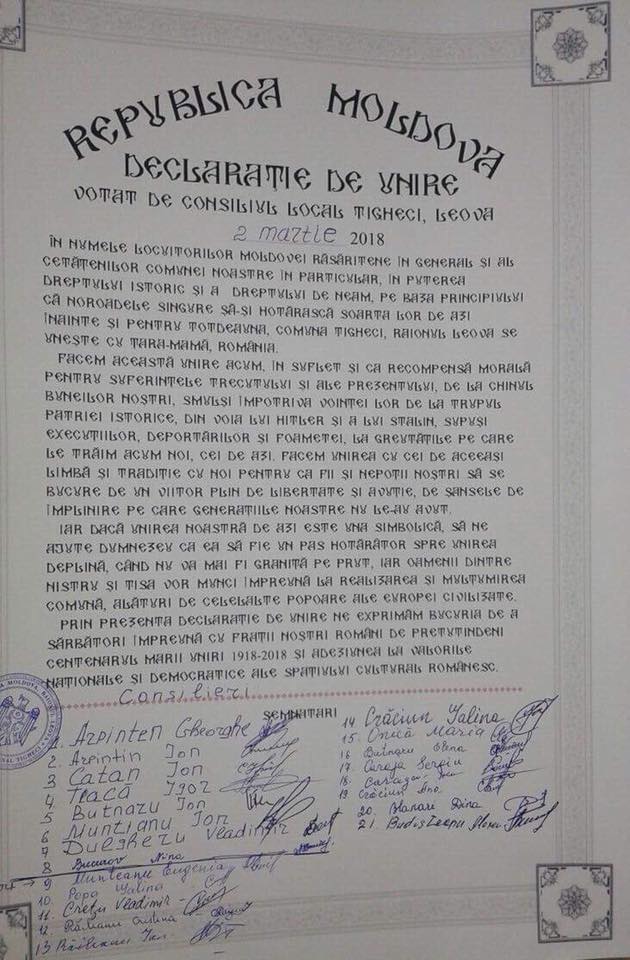 REPUBLICA MOLDOVA
DECLARAȚIE DE UNIRE
VOTAT DE CONSILIUL LOCAL TIGHECI, LEOVA
2 martie 2018
ÎN NUMELE LOCUITORILOR MOLDOVEI RĂSĂRITENE ÎN GENERAL ȘI AL
CETĂȚENILOR COMUNEI NOASTRE ÎN PARTICULAR, ÎN PUTEREA
DREPTULUI ISTORIC ȘI A DREPTULUI DE NEAM, PE BAZA PRINCIPIULUI
CĂ NOROADELE SINGURE SĂ-ȘI HOTĂRASCĂ SOARTA LOR DE AZI
ÎNAINTE ȘI PENTRU TOTDEAUNA, COMUNA TIGHECI, RAIONUL LEOVA SE
UNEȘTE CU ȚARA-MAMĂ, ROMÂNIA.
FACEM ACEASTĂ UNIRE ACUM, ÎN SUFLET ȘI CA RECOMPENSĂ MORALĂ
PENTRU SUFERINȚELE TRECUTULUI ȘI ALE PREZENTULUI, DE LA CHINUL
BUNEILOR NOȘTRI, SMULȘI ÎMPOTRIVA VOINȚEI LOR DE LA TRUPUL
PATRIEI ISTORICE, DIN VOIA LUI HITLER ȘI A LUI STALIN, SUPUȘI
EXECUȚIILOR, DEPORTĂRILOR ȘI FOAMETEI, LA GREUTĂȚILE PE CARE
LE TRĂIM ACUM NOI, CEI DE AZI. FACEM UNIREA CU CEI DE ACEEAȘI
LIMBĂ ȘI TRADIȚIE CU NOI PENTRU CA FII ȘI NEPOȚII NOȘTRI SĂ SE
BUCURE DE UN VIITOR PLIN DE LIBERTATE ȘI AVUȚIE, DE ȘANSELE DE
ÎMPLINIRE PE CARE GENERAȚIILE NOASTRE NU LE-AU AVUT.
IAR DACĂ UNIREA NOASTRĂ DE AZI ESTE UNA SIMBOLICĂ, SĂ NE
AJUTE DUMNEZEU CA EA SĂ FIE UN PAS HOTĂRÂTOR SPRE UNIREA
DEPLINĂ, CÂND NU VA MAI FI GRANIȚĂ PE PRUT, IAR OAMENII DINTRE
NISTRU ȘI TISA VOR MUNCI ÎMPREUNĂ LA REALIZAREA ȘI MULȚUMIREA
COMUNĂ, ALĂTURI DE CELELALTE POPOARE ALE EUROPEI CIVILIZATE.
PRIN PREZENTA DECLARAȚIE DE UNIRE NE EXPRIMĂM BUCURIA DE A
SĂRBĂTORI ÎMPREUNĂ CU FRAȚII NOȘTRI ROMÂNI DE PRETUTINDENI
CENTENARUL MARII UNIRI 1918-2018 ȘI ADEZIUNEA LA VALORILE
NAȚIONALE ȘI DEMOCRATICE ALE SPAȚIULUI CULTURAL ROMÂNESC.
Consilieri
SEMNATARI
1. Arpinten Gheorghe
2. Arpintin Ion
3 Catan Ion
4 Tlacă Igor
5 Butnaru Ion
6 Muntianu Ion
7 Dulgheru Vladimir
8 Bucurov Nina
9 Munteanu Eugenia
10 Popa Galina
11. Crețu Vladimir
12. Răileanu Cristina
13 Răileanu Ion
14 Crăciun Galina
15. Onică Maria
16 Butnaru Elena
17. Sergiu
18.
19 Crăciun Ana
20. Dina
21.